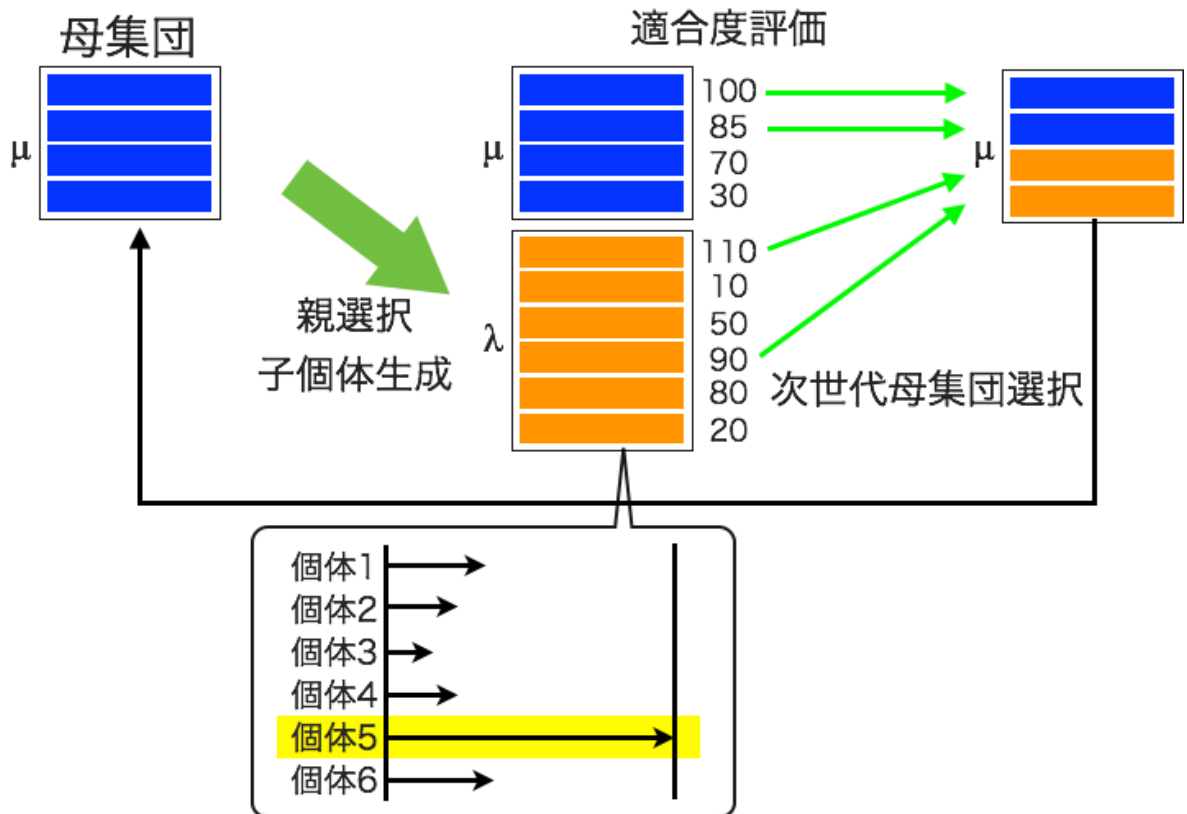 母集団
適合度評価
μ
μ
100
85
70
30
μ
親選択
子個体生成
λ
110
10
50
90
80
20
次世代母集団選択
個体1
個体2
個体3
個体4
個体5
個体6